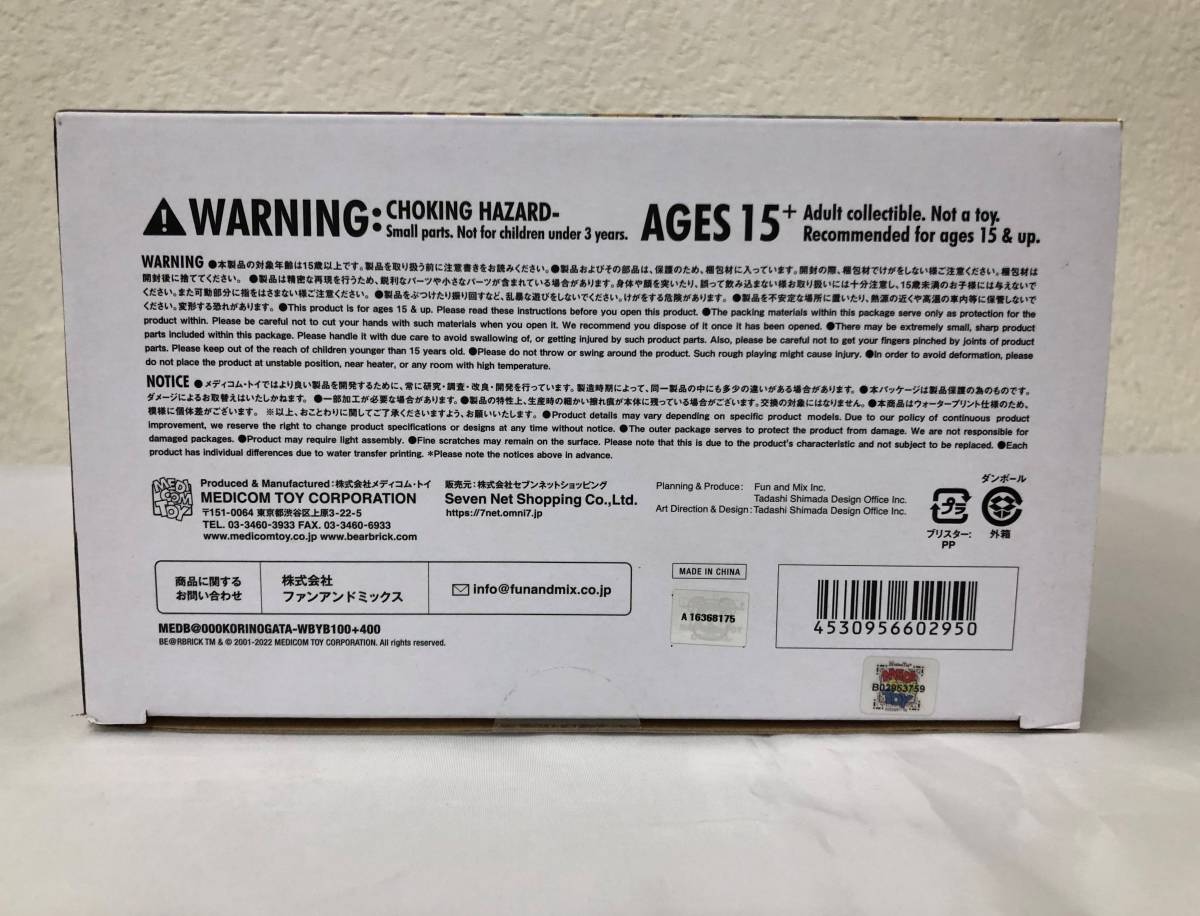 WARNING: CHOKING HAZARD-
Small parts. Not for children under 3 years.
AGES 15+ Adult collectible. Not a toy.
Recommended for ages 15 & up.
WARNING ●本製品の対象年齢は15歳以上です。製品を取り扱う前に注意書きをお読みください。●製品およびその部品は、保護のため、梱包材に入っています。開封の際、梱包材でけがをしない様ご注意ください。梱包材は
開封後に捨ててください。 ●製品は精密な再現を行うため、鋭利なパーツや小さなパーツが含まれている場合があります。身体や顔を突いたり、誤って飲み込まない様お取り扱いには十分注意し、15歳未満のお子様には与えないで
ください。また可動部分に指をはさまない様ご注意ください。 ●製品をぶつけたり振り回すなど、乱暴な遊びをしないでください。けがをする危険があります。 ●製品を不安定な場所に置いたり、熱源の近くや高温の車内等に保管しないで
ください。変形する恐れがあります。 ●This product is for ages 15 & up. Please read these instructions before you open this product. ●The packing materials within this package serve only as protection for the
product within. Please be careful not to cut your hands with such materials when you open it. We recommend you dispose of it once it has been opened. ●There may be extremely small, sharp product
parts included within this package. Please handle it with due care to avoid swallowing of, or getting injured by such product parts. Also, please be careful not to get your fingers pinched by joints of product
parts. Please keep out of the reach of children younger than 15 years old. ●Please do not throw or swing around the product. Such rough playing might cause injury. ●In order to avoid deformation, please
do not place the product at unstable position, near heater, or any room with high temperature.
NOTICE ●メディコム・トイではより良い製品を開発するために、常に研究・調査・改良・開発を行っています。製造時期によって、同一製品の中にも多少の違いがある場合があります。 ●本パッケージは製品保護の為のものです。
ダメージによるお取替えはいたしかねます。 ●一部加工が必要な場合があります。●製品の特性上、生産時の細かい擦れ痕が本体に残っている場合がございます。交換の対象にはなりません。●本商品はウォータープリント仕様のため、
模様に個体差がございます。 ※以上、おことわりに関してご了承くださいますよう、お願いいたします。 ●Product details may vary depending on specific product models. Due to our policy of continuous product
improvement, we reserve the right to change product specifications or designs at any time without notice. ●The outer package serves to protect the product from damage. We are not responsible for
damaged packages. ●Product may require light assembly. ●Fine scratches may remain on the surface. Please note that this is due to the product's characteristic and not subject to be replaced. ●Each
product has individual differences due to water transfer printing. *Please note the notices above in advance.
MEDI
COM
TOY
Produced & Manufactured：株式会社メディコム・トイ
MEDICOM TOY CORPORATION
〒151-0064 東京都渋谷区上原3-22-5
TEL. 03-3460-3933 FAX. 03-3460-6933
www.medicomtoy.co.jp www.bearbrick.com
販売元：株式会社セブンネットショッピング
Seven Net Shopping Co.,Ltd.
https://7net.omni7.jp
Planning & Produce: Fun and Mix Inc.
Tadashi Shimada Design Office Inc.
Art Direction & Design: Tadashi Shimada Design Office Inc.
プラ
ブリスター：
PP
ダンボール
外箱
商品に関する
お問い合わせ
株式会社
ファンアンドミックス
info@funandmix.co.jp
MEDB@000KORINOGATA-WBYB100+400
BE@RBRICK TM & © 2001-2022 MEDICOM TOY CORPORATION. All rights reserved.
MADE IN CHINA
A 16368175
4530956602950
B02953759